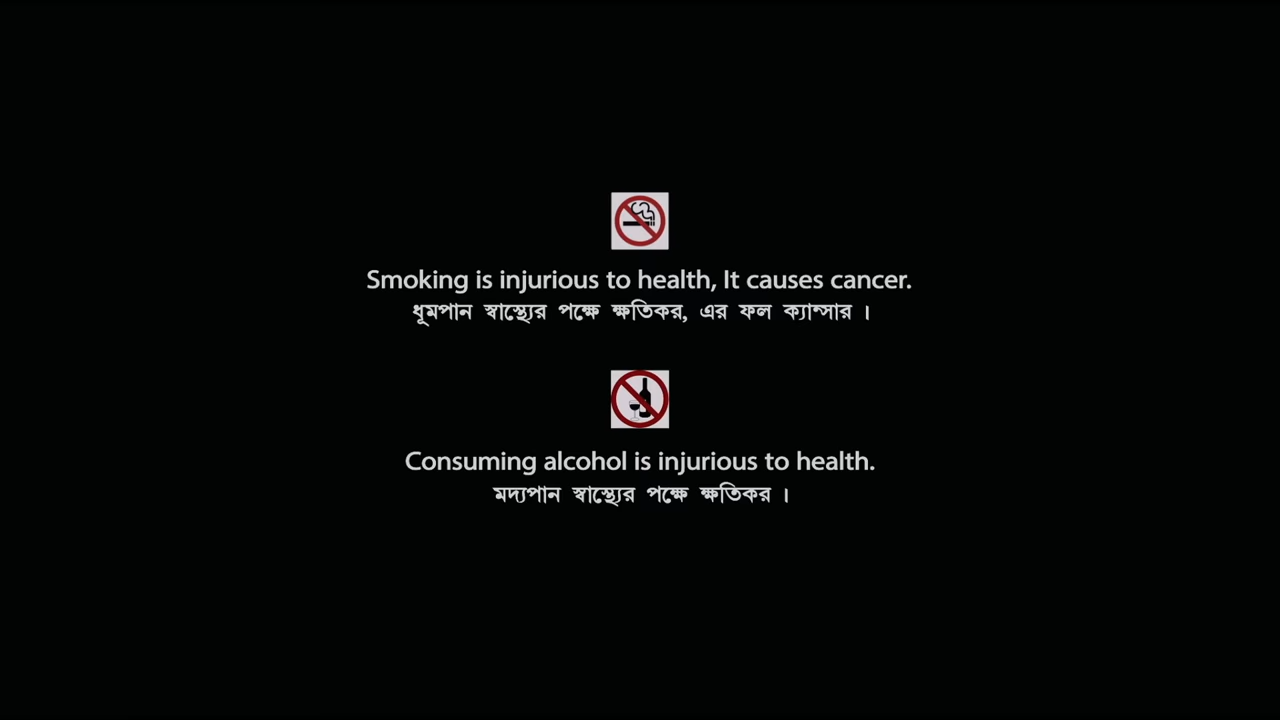 Smoking is injurious to health, It causes cancer.
ধূমপান স্বাস্থ্যের পক্ষে ক্ষতিকর, এর ফল ক্যান্সার ।
Consuming alcohol is injurious to health.
মদ্যপান স্বাস্থ্যের পক্ষে ক্ষতিকর ।